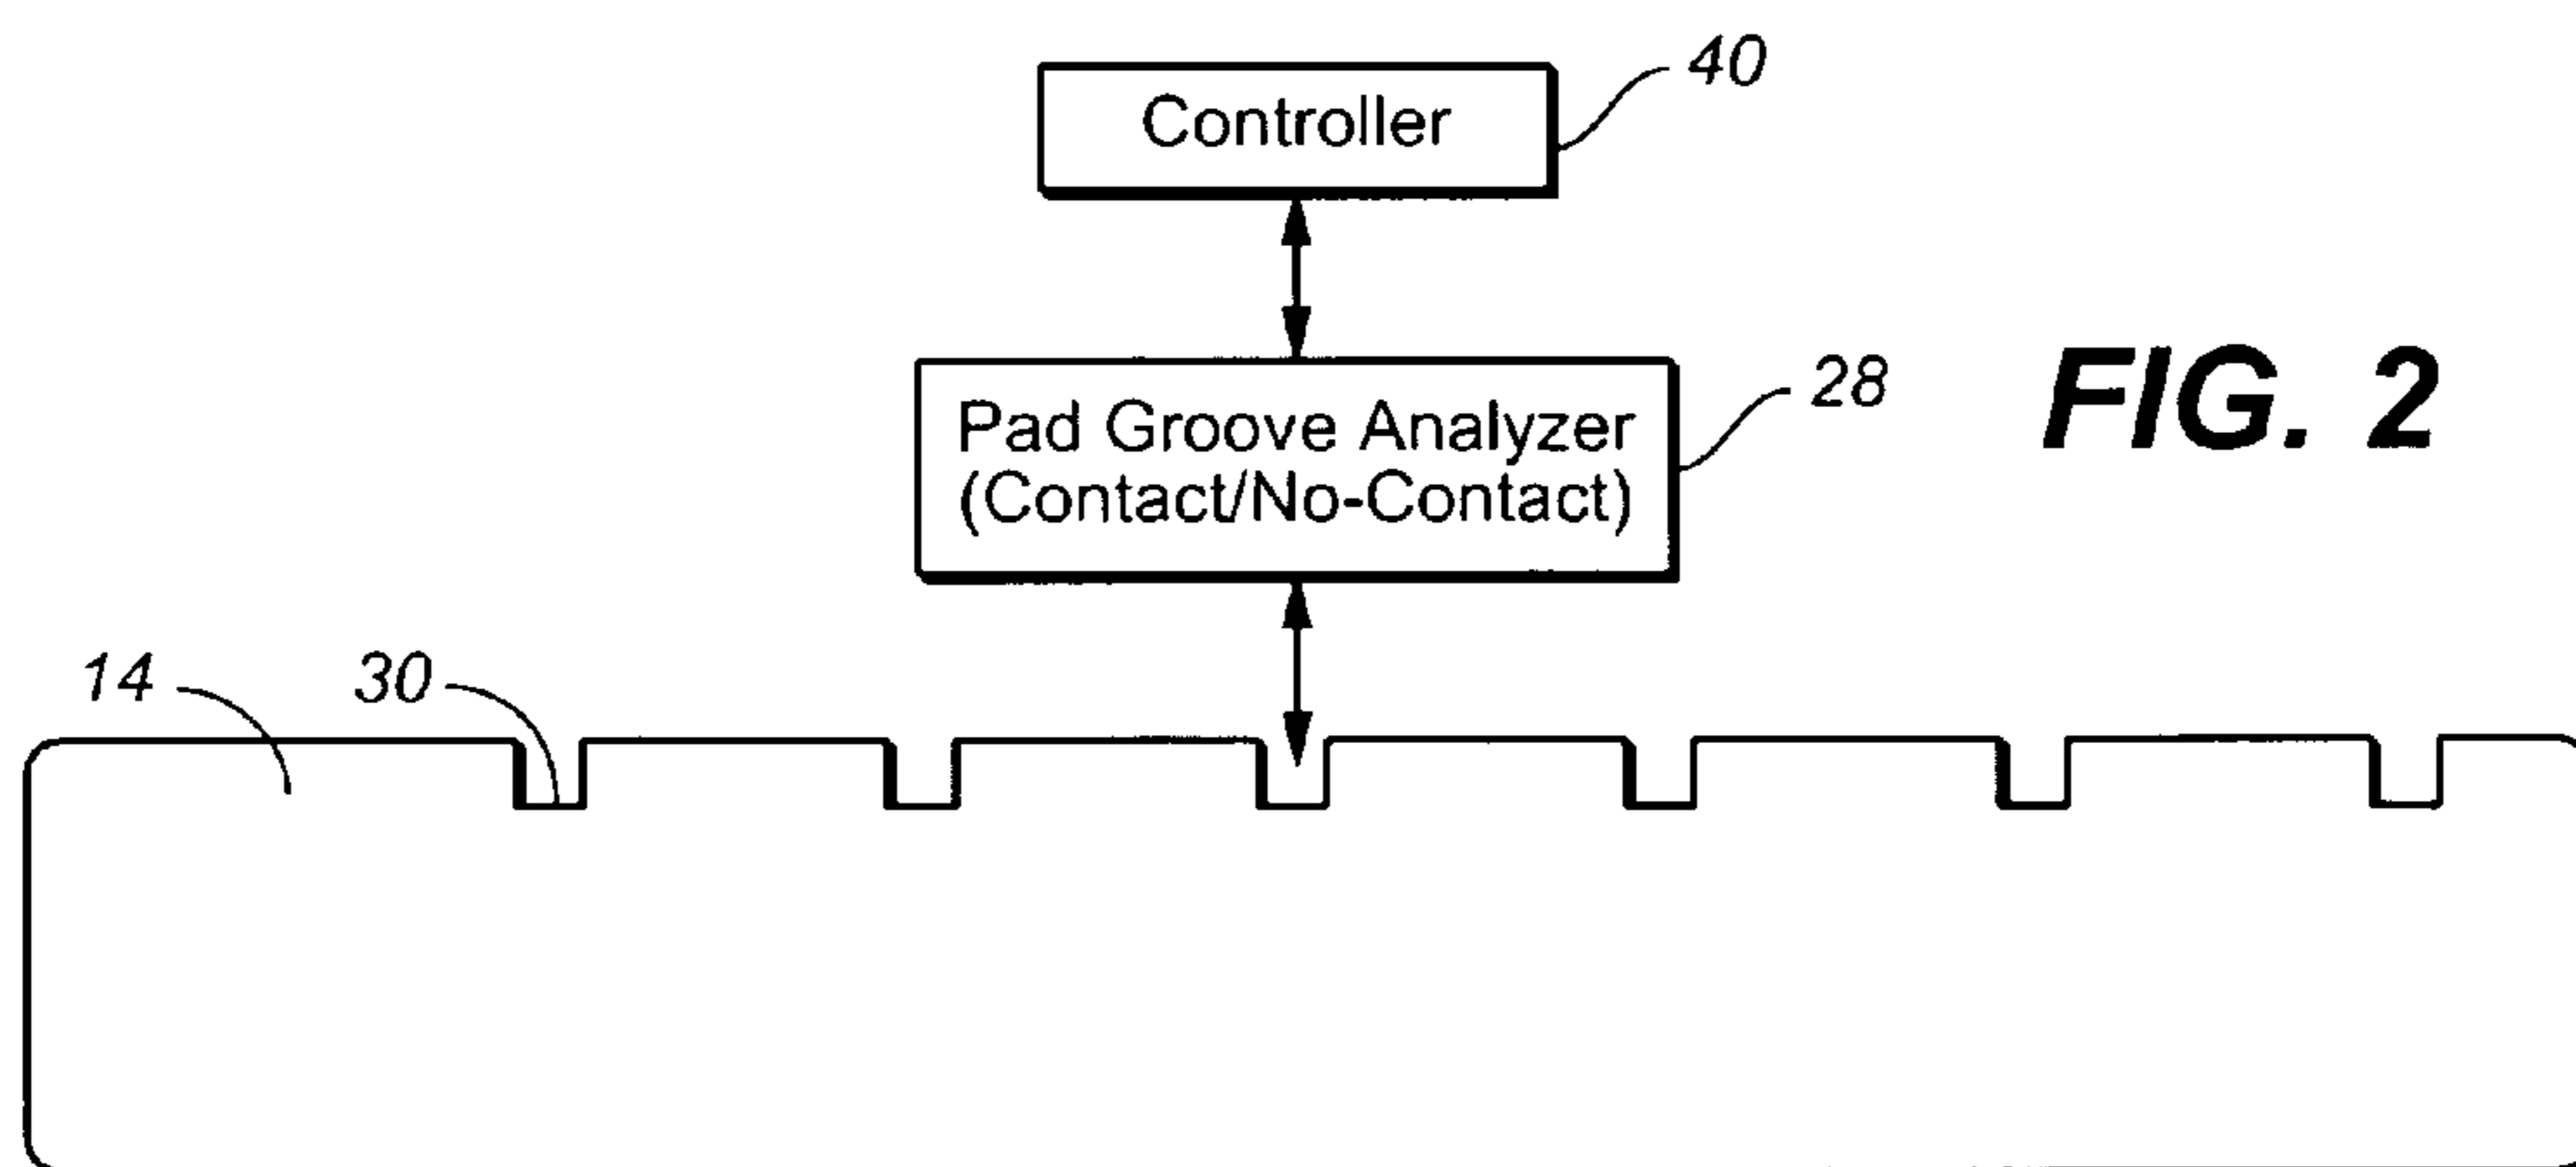 Controller
40
Pad Groove Analyzer
(Contact/No-Contact)
28
FIG. 2
14
30